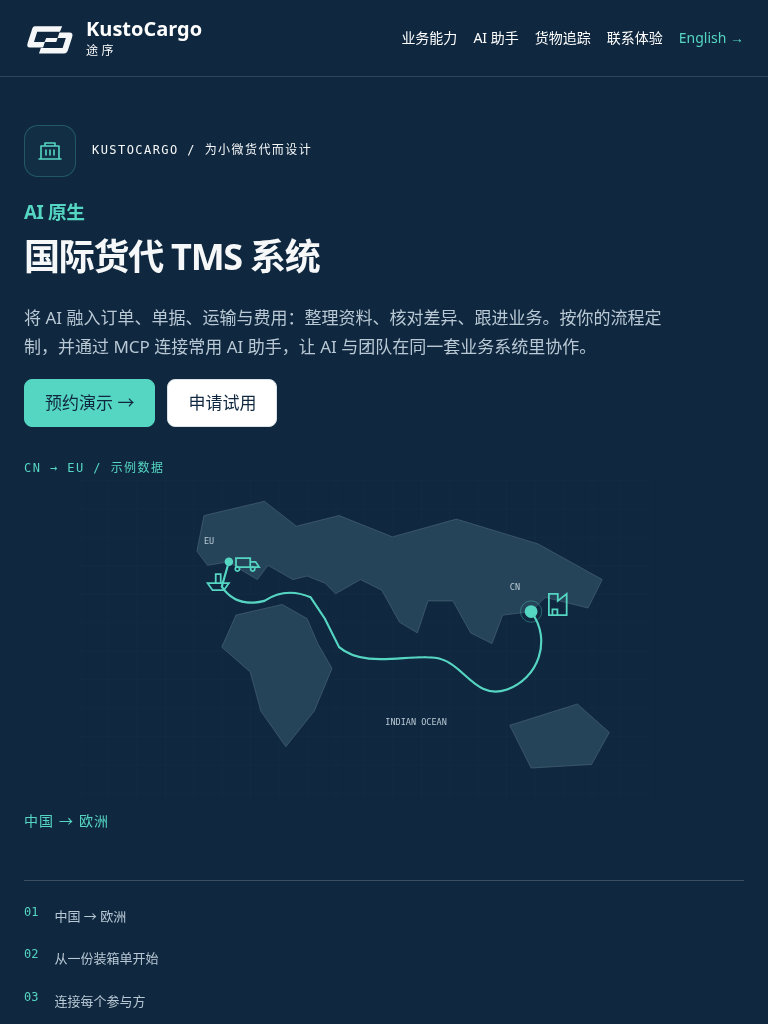 KustoCargo
途序
业务能力 AI 助手 货物追踪 联系体验 English →
KUSTOCARGO / 为小微货代而设计
AI 原生
国际货代 TMS 系统
将 AI 融入订单、单据、运输与费用：整理资料、核对差异、跟进业务。按你的流程定
制，并通过 MCP 连接常用 AI 助手，让 AI 与团队在同一套业务系统里协作。
预约演示 → 申请试用
CN → EU / 示例数据
EU
CN
INDIAN OCEAN
中国 → 欧洲
01 中国 → 欧洲
02 从一份装箱单开始
03 连接每个参与方